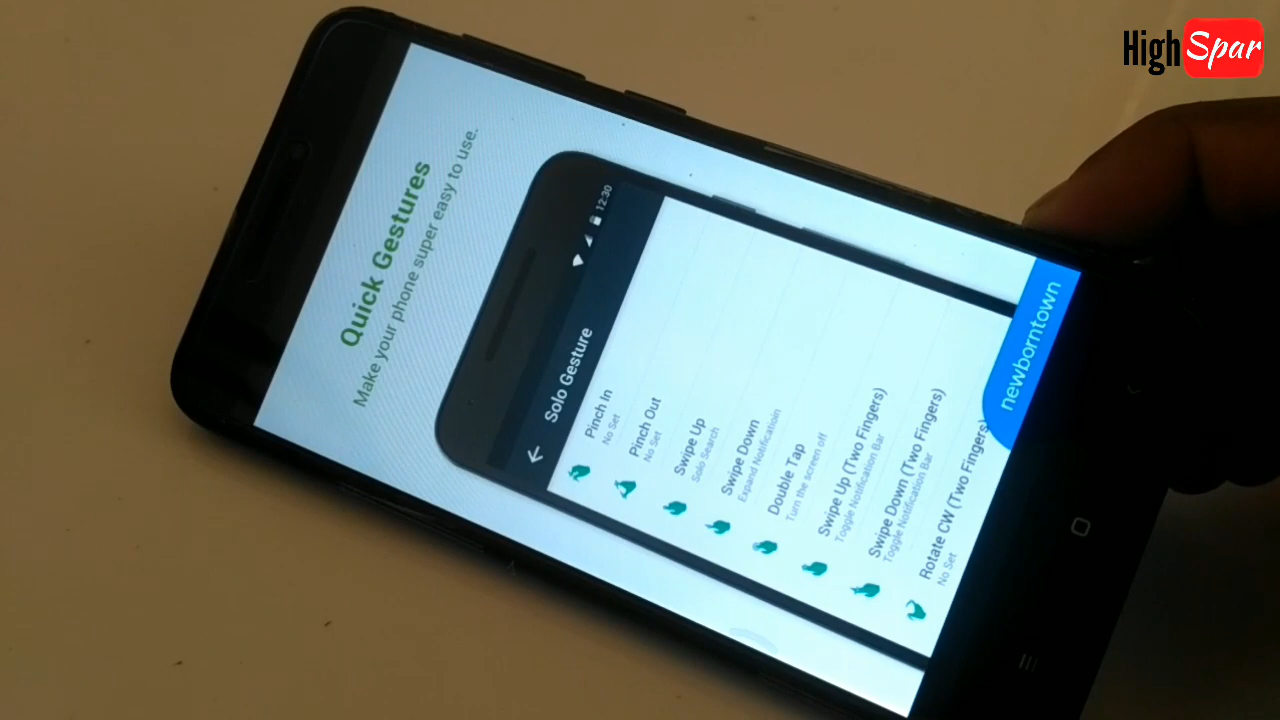 High Spar
Quick Gestures
Make your phone super easy to use.
12:30
Solo Gesture
Pinch In
No Set
Pinch Out
No Set
Swipe Up
Solo Search
Swipe Down
Expand Notification
Double Tap
Turn the screen off
Swipe Up (Two Fingers)
Toggle Notification Bar
Swipe Down (Two Fingers)
Toggle Notification Bar
Rotate CW (Two Fingers)
No Set
newborntown